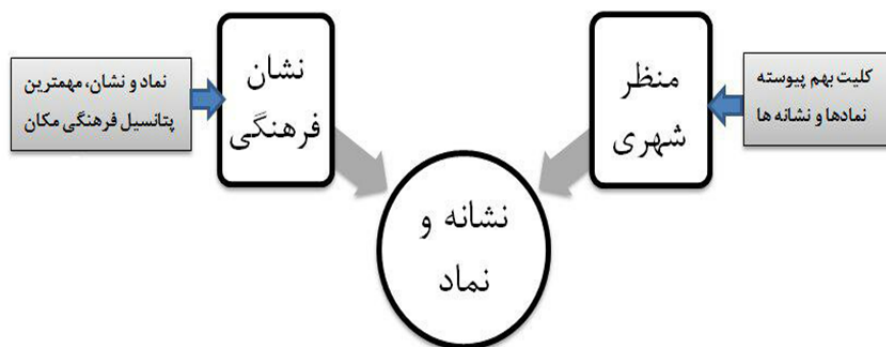 کلیت بهم پیوسته
نمادها و نشانه ها
منظر
شهری
نشان
فرهنگی
نماد و نشان، مهمترین
پتانسیل فرهنگی مکان
نشانه و
نماد